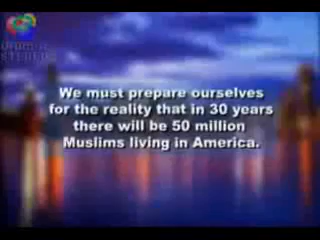 We must prepare ourselves
for the reality that in 30 years
there will be 50 million
Muslims living in America.